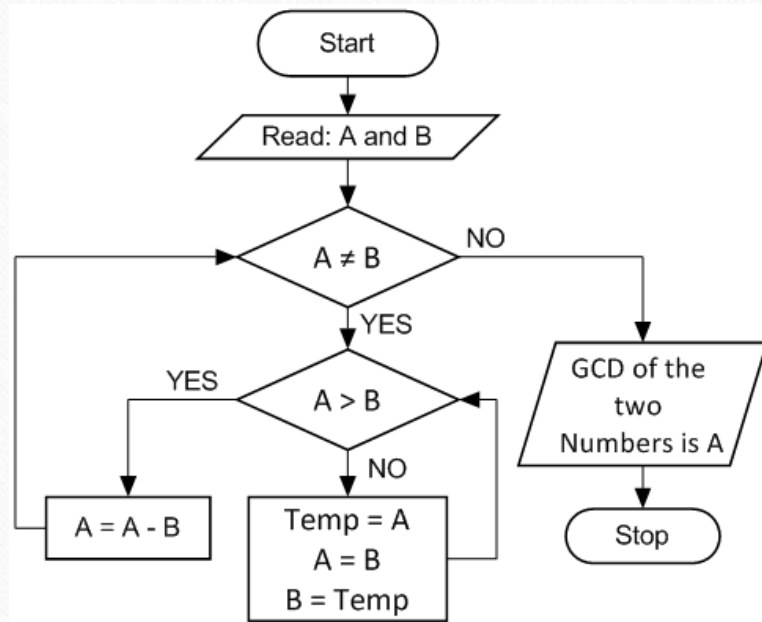 Start
Read: A and B
A ≠ B
NO
YES
A > B
YES
NO
A = A - B
Temp = A
A = B
B = Temp
GCD of the
two
Numbers is A
Stop